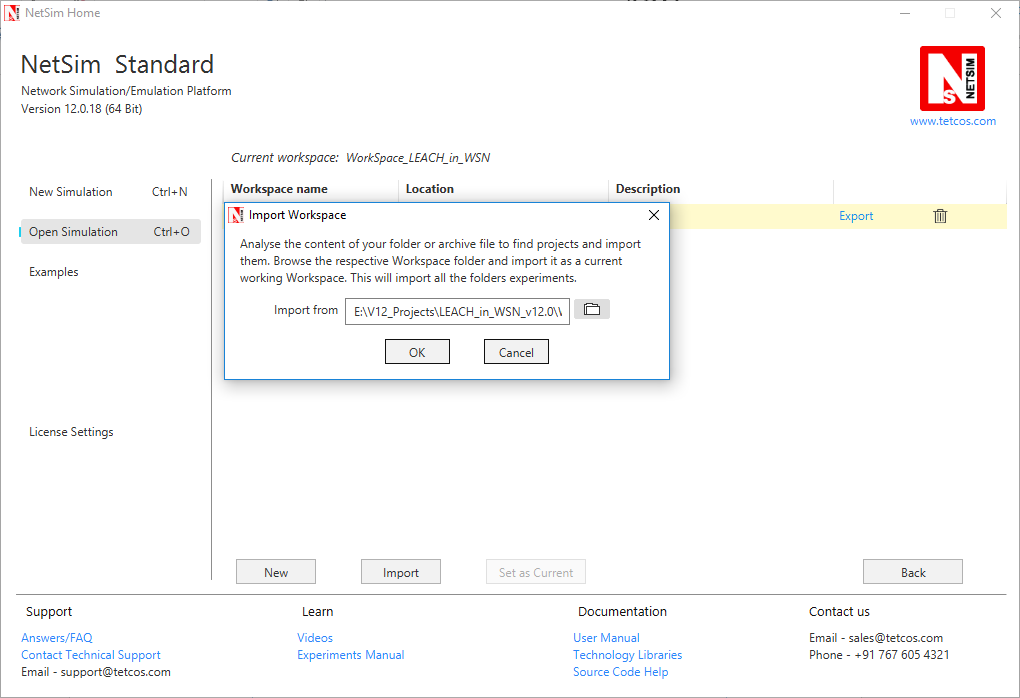 NetSim Home
NetSim Standard
Network Simulation/Emulation Platform
Version 12.0.18 (64 Bit)
NETSIM
www.tetcos.com
Current workspace: WorkSpace_LEACH_in_WSN
New Simulation Ctrl+N
Open Simulation Ctrl+O
Examples
License Settings
Workspace name Location Description
Export
Import Workspace
Analyse the content of your folder or archive file to find projects and import
them. Browse the respective Workspace folder and import it as a current
working Workspace. This will import all the folders experiments.
Import from E:\V12_Projects\LEACH_in_WSN_v12.0\\
OK Cancel
New Import Set as Current Back
Support Learn Documentation Contact us
Answers/FAQ Videos User Manual Email - sales@tetcos.com
Contact Technical Support Experiments Manual Technology Libraries Phone - +91 767 605 4321
Email - support@tetcos.com Source Code Help